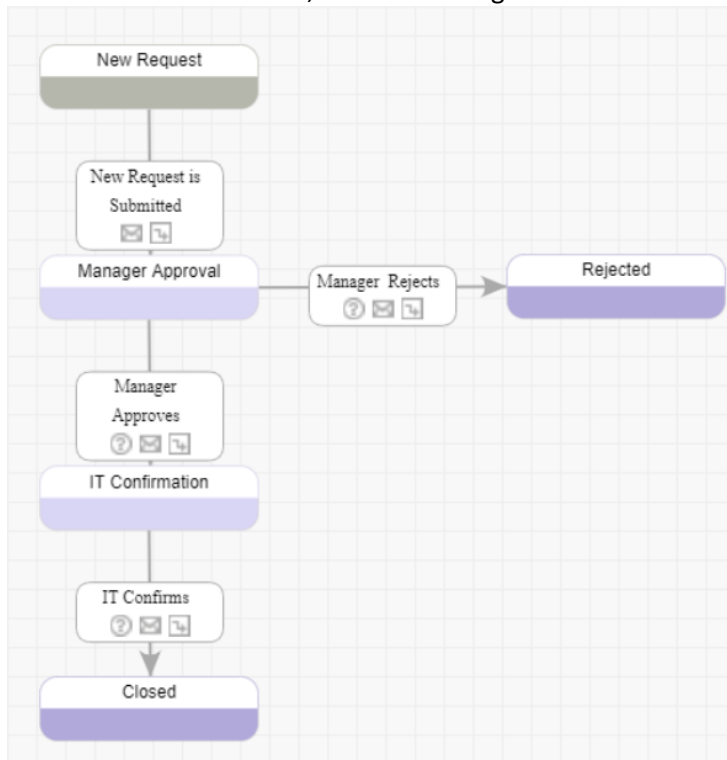 New Request
New Request is
Submitted
Manager Approval
Manager Rejects
Rejected
Manager
Approves
IT Confirmation
IT Confirms
Closed